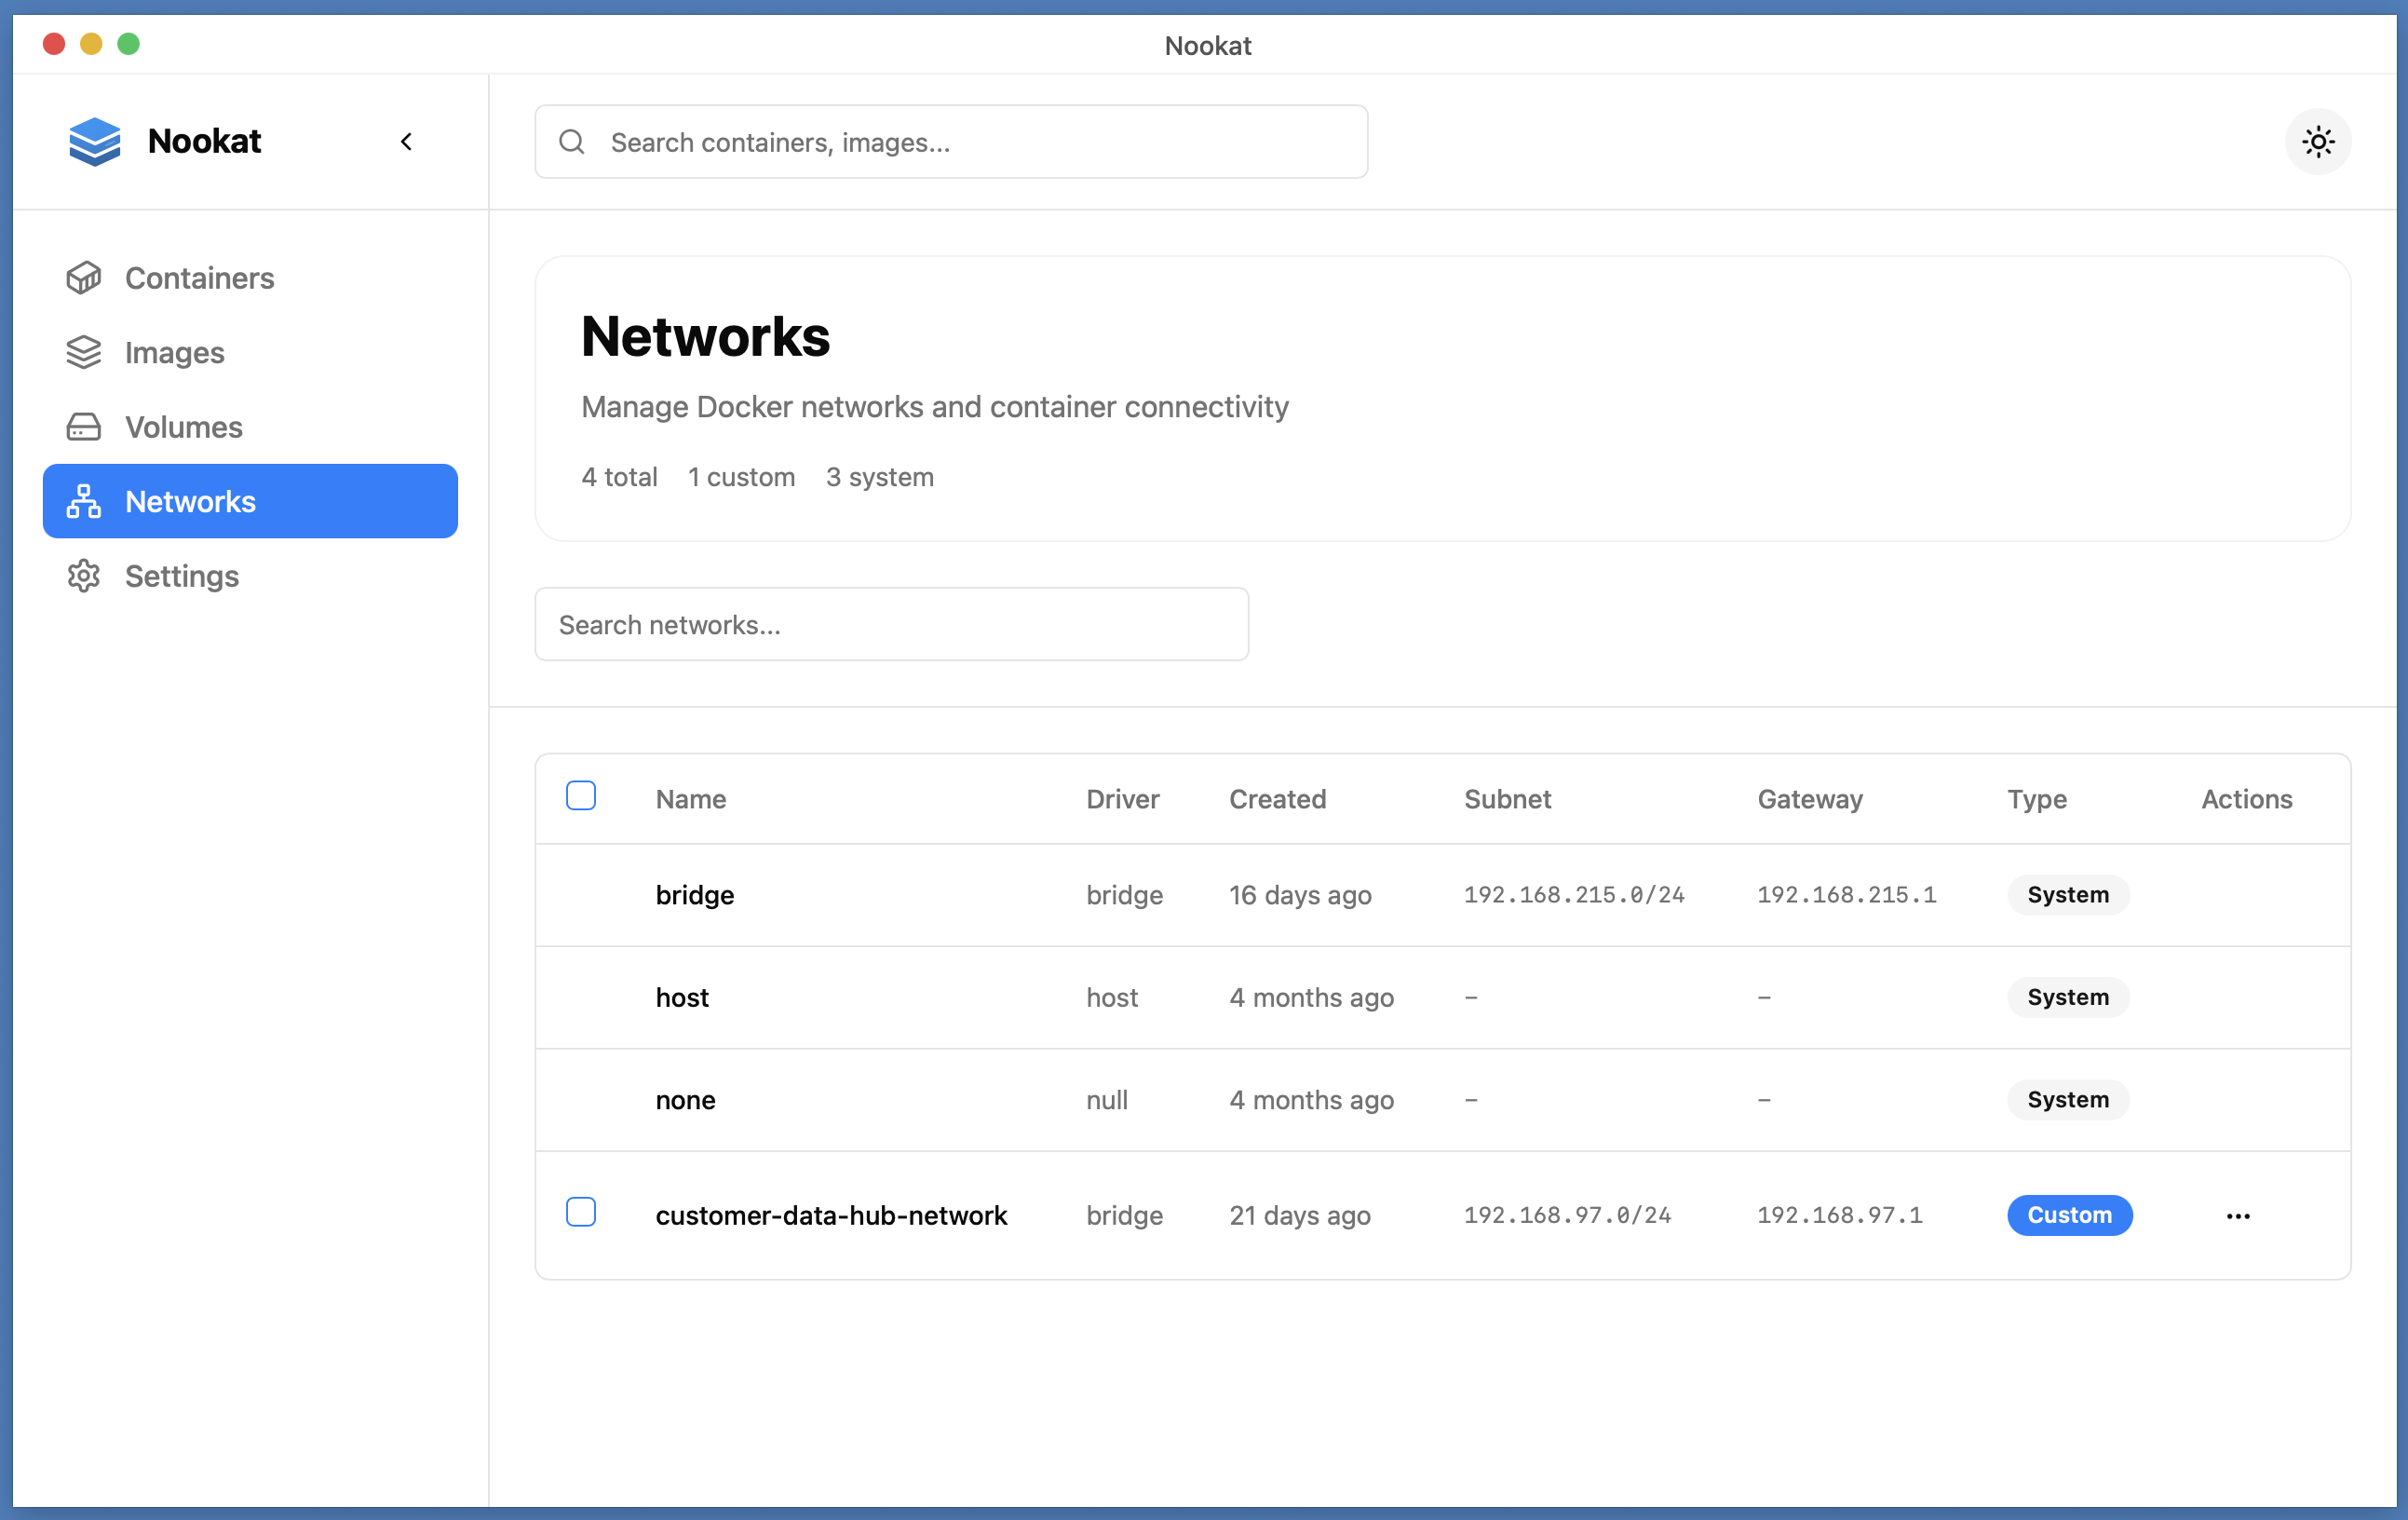 Nookat
Nookat
Search containers, images...
Containers
Images
Volumes
Networks
Settings
Networks
Manage Docker networks and container connectivity
4 total 1 custom 3 system
Search networks...
Name Driver Created Subnet Gateway Type Actions
bridge bridge 16 days ago 192.168.215.0/24 192.168.215.1 System
host host 4 months ago – – System
none null 4 months ago – – System
customer-data-hub-network bridge 21 days ago 192.168.97.0/24 192.168.97.1 Custom ...